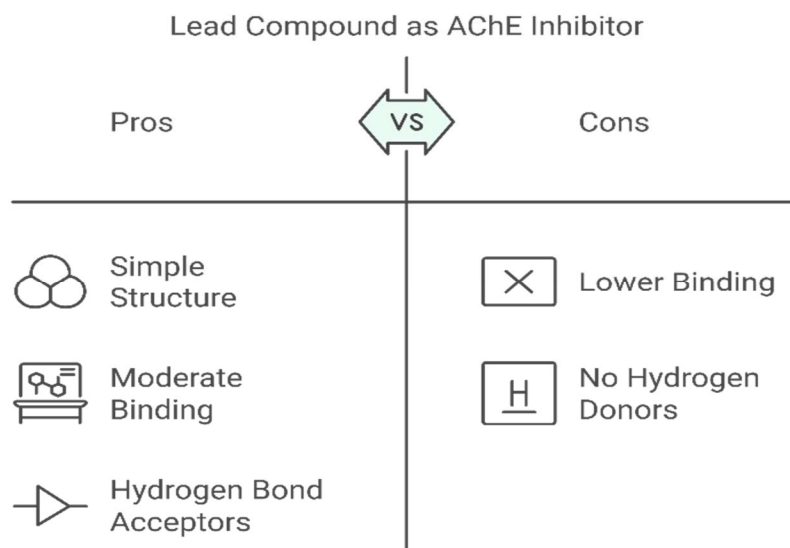 Lead Compound as AChE Inhibitor
Pros
VS
Cons
Simple
Structure
Moderate
Binding
Hydrogen Bond
Acceptors
Lower Binding
H
No Hydrogen
Donors